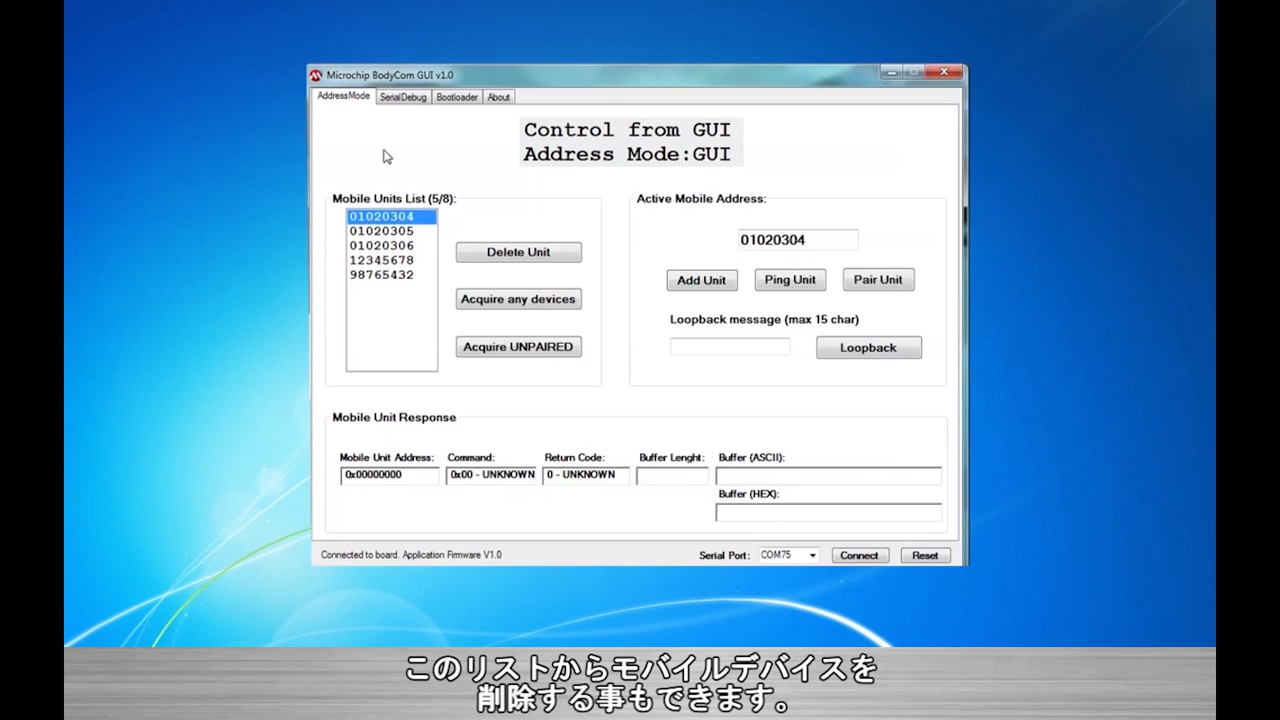 Microchip BodyCom GUI v1.0
AddressMode SerialDebug Bootloader About
Control from GUI
Address Mode:GUI
Mobile Units List (5/8):
01020304
01020305
01020306
12345678
98765432
Delete Unit
Acquire any devices
Acquire UNPAIRED
Active Mobile Address:
01020304
Add Unit Ping Unit Pair Unit
Loopback message (max 15 char)
Loopback
Mobile Unit Response
Mobile Unit Address: Command: Return Code: Buffer Lenght: Buffer (ASCII):
0x00000000 0x00 - UNKNOWN 0 - UNKNOWN
Buffer (HEX):
Connected to board. Application Firmware V1.0 Serial Port: COM75 Connect Reset
このリストからモバイルデバイスを
削除する事もできます。